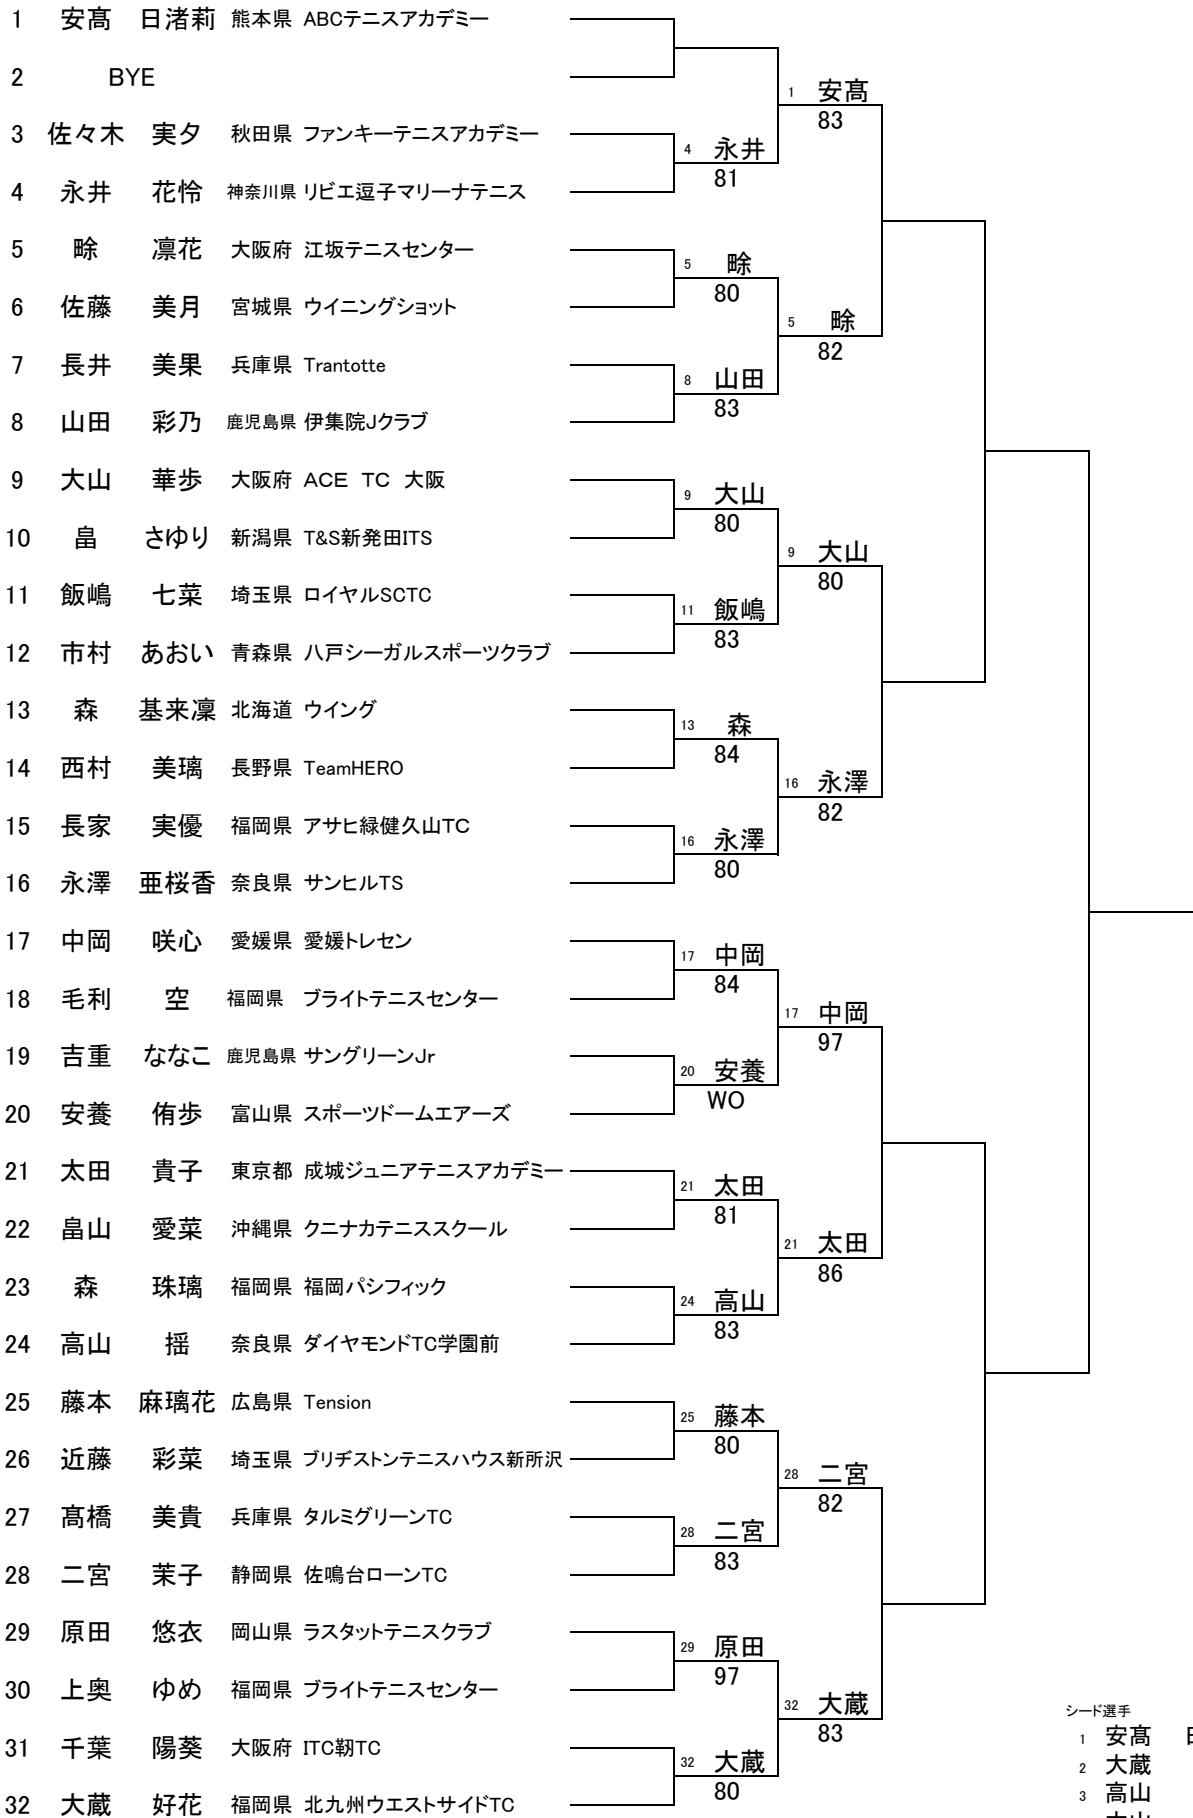 1 安髙 日渚莉 熊本県 ABCテニスアカデミー
2 BYE
1 安髙
83
3 佐々木 実夕 秋田県 ファンキーテニスアカデミー
4 永井
81
4 永井 花怜 神奈川県 リビエ逗子マリーナテニス
5 畭 凛花 大阪府 江坂テニスセンター
5 畭
80
6 佐藤 美月 宮城県 ウイニングショット
5 畭
82
7 長井 美果 兵庫県 Trantotte
8 山田
83
8 山田 彩乃 鹿児島県 伊集院Jクラブ
9 大山 華歩 大阪府 ACE TC 大阪
9 大山
80
10 畠 さゆり 新潟県 T&S新発田ITS
9 大山
80
11 飯嶋 七菜 埼玉県 ロイヤルSCTC
11 飯嶋
83
12 市村 あおい 青森県 八戸シーガルスポーツクラブ
13 森 基来凜 北海道 ウイング
13 森
84
14 西村 美璃 長野県 TeamHERO
16 永澤
82
15 長家 実優 福岡県 アサヒ緑健久山TC
16 永澤
80
16 永澤 亜桜香 奈良県 サンヒルTS
17 中岡 咲心 愛媛県 愛媛トレセン
17 中岡
84
18 毛利 空 福岡県 ブライトテニスセンター
17 中岡
97
19 吉重 ななこ 鹿児島県 サングリーンJr
20 安養
WO
20 安養 侑歩 富山県 スポーツドームエアーズ
21 太田 貴子 東京都 成城ジュニアテニスアカデミー
21 太田
81
22 畠山 愛菜 沖縄県 クニナカテニススクール
21 太田
86
23 森 珠璃 福岡県 福岡パシフィック
24 高山
83
24 高山 揺 奈良県 ダイヤモンドTC学園前
25 藤本 麻璃花 広島県 Tension
25 藤本
80
26 近藤 彩菜 埼玉県 ブリヂストンテニスハウス新所沢
28 二宮
82
27 髙橋 美貴 兵庫県 タルミグリーンTC
28 二宮
83
28 二宮 茉子 静岡県 佐鳴台ローンTC
29 原田 悠衣 岡山県 ラスタットテニスクラブ
29 原田
97
30 上奥 ゆめ 福岡県 ブライトテニスセンター
32 大蔵
83
31 千葉 陽葵 大阪府 ITC靭TC
32 大蔵
80
32 大蔵 好花 福岡県 北九州ウエストサイドTC
シード選手
1 安髙
2 大蔵
3 高山